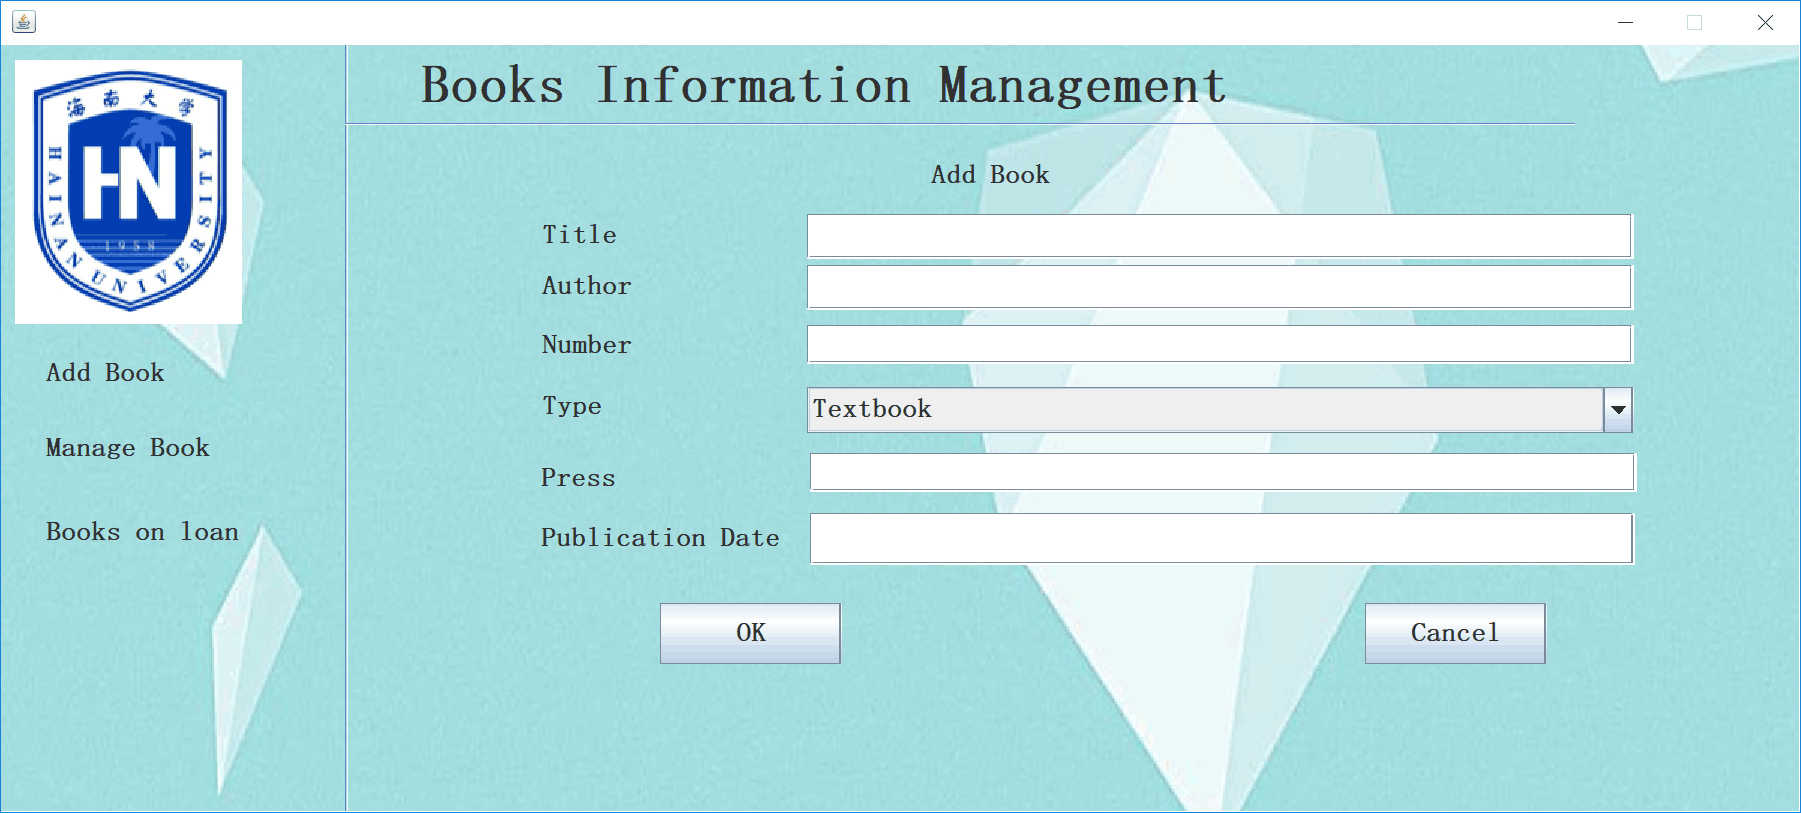 海南大学
HAINAN UNIVERSITY
HN
1958
Add Book
Manage Book
Books on loan
Books Information Management
Add Book
Title
Author
Number
Type
Textbook
Press
Publication Date
OK
Cancel